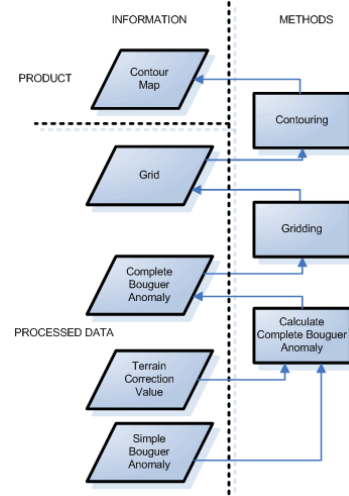 INFORMATION
METHODS
PRODUCT
Contour
Map
Contouring
Grid
Gridding
Complete
Bouguer
Anomaly
Calculate
Complete Bouguer
Anomaly
PROCESSED DATA
Terrain
Correction
Value
Simple
Bouguer
Anomaly